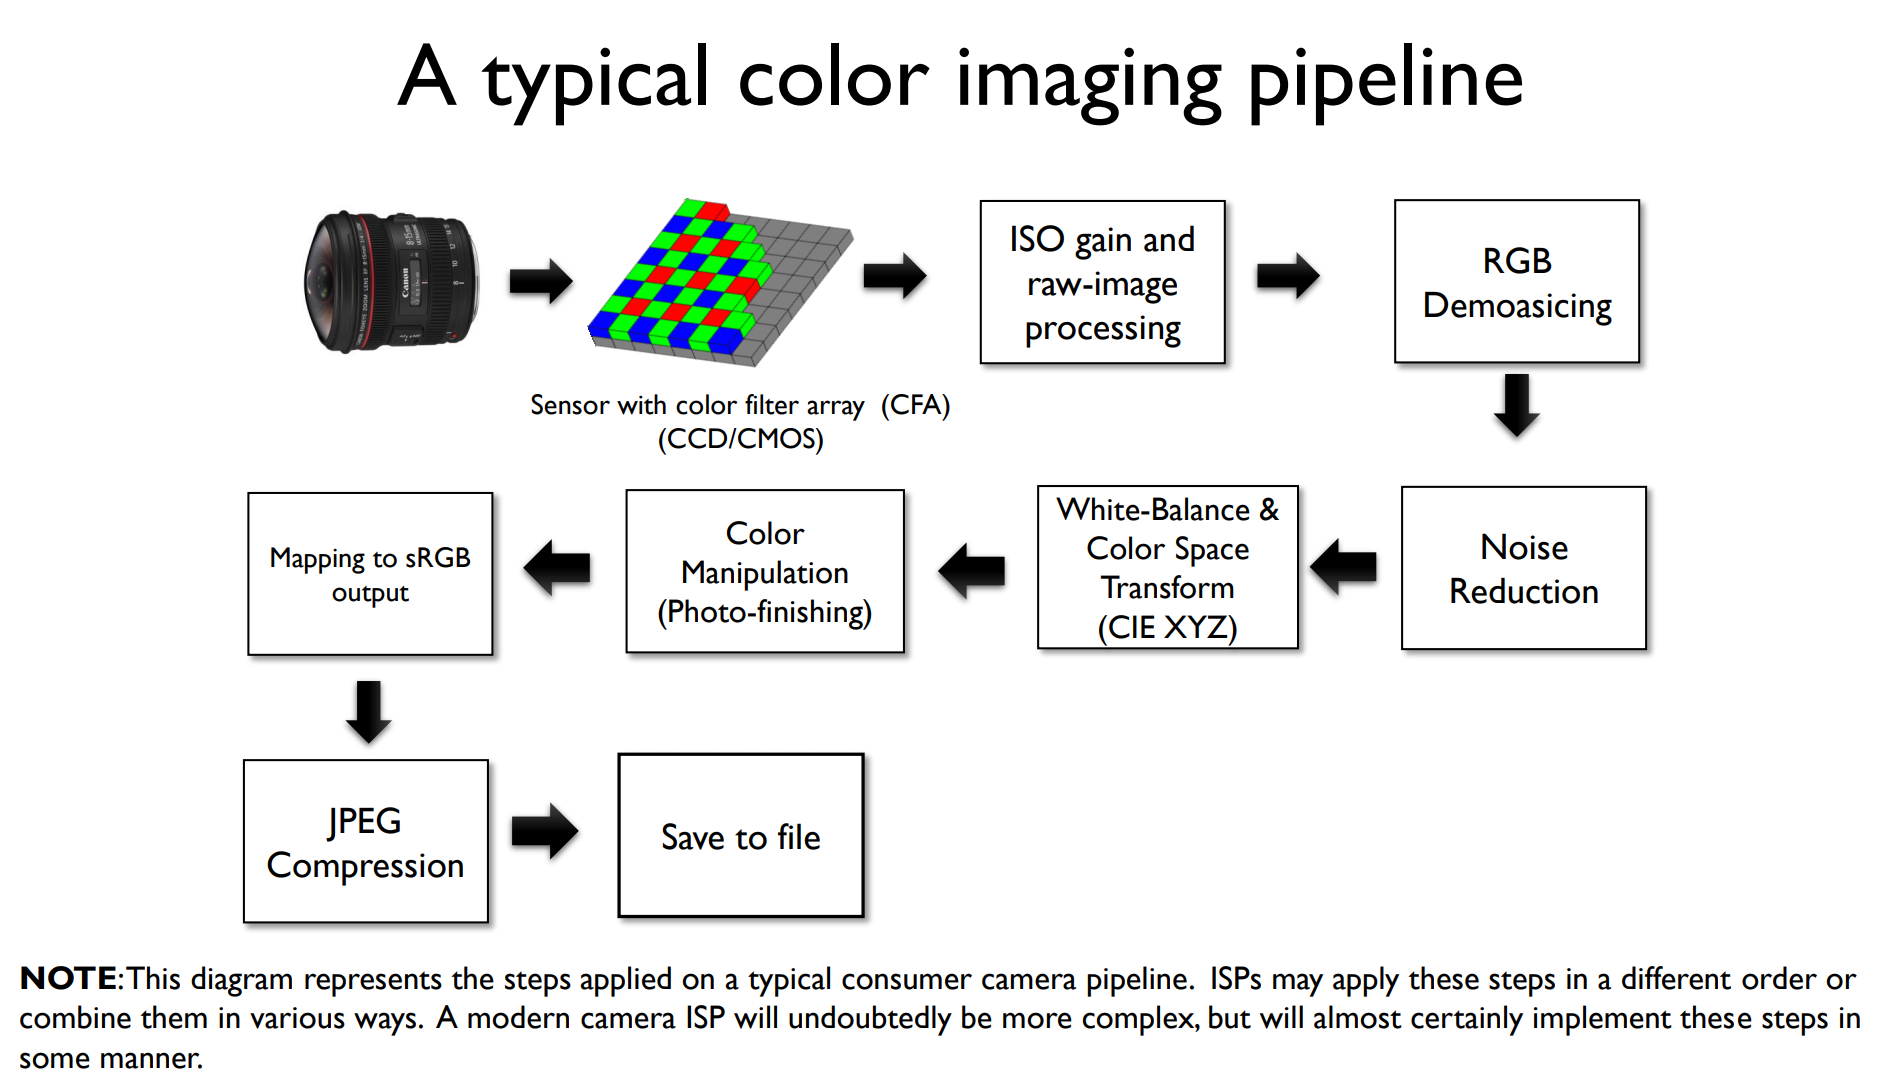 A typical color imaging pipeline
Canon
Sensor with color filter array (CFA)
(CCD/CMOS)
ISO gain and
raw-image
processing
RGB
Demoasicing
Noise
Reduction
White-Balance &
Color Space
Transform
(CIE XYZ)
Color
Manipulation
(Photo-finishing)
Mapping to sRGB
output
JPEG
Compression
Save to file
NOTE: This diagram represents the steps applied on a typical consumer camera pipeline. ISPs may apply these steps in a different order or
combine them in various ways. A modern camera ISP will undoubtedly be more complex, but will almost certainly implement these steps in
some manner.